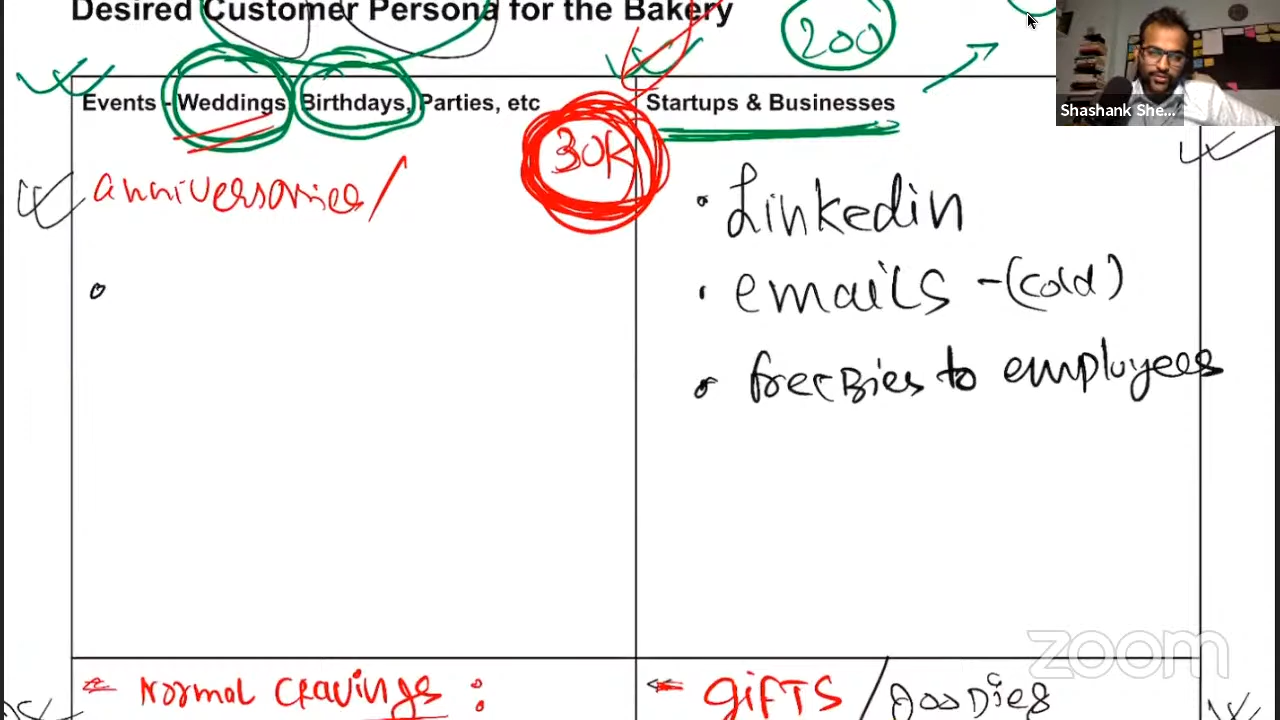 Desired Customer Persona for the Bakery
200
Shashank She...
Events - Weddings, Birthdays, Parties, etc
Startups & Businesses
30K
anniversaries/
• Linkedin
• emails - (cold)
• freebies to employees
zoom
Normal Cravings :
GIFTS / Goodies